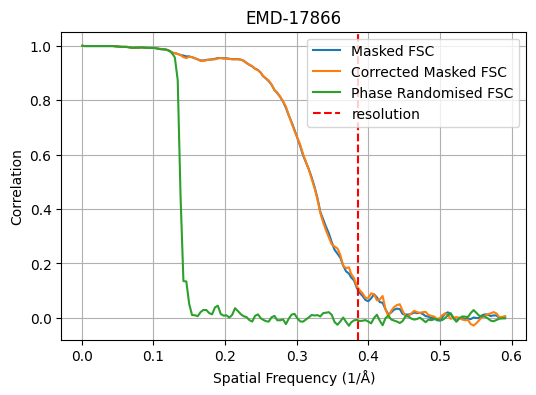 EMD-17866
Masked FSC
Corrected Masked FSC
Phase Randomised FSC
resolution
Correlation
1.0
0.8
0.6
0.4
0.2
0.0
0.0 0.1 0.2 0.3 0.4 0.5 0.6
Spatial Frequency (1/Å)